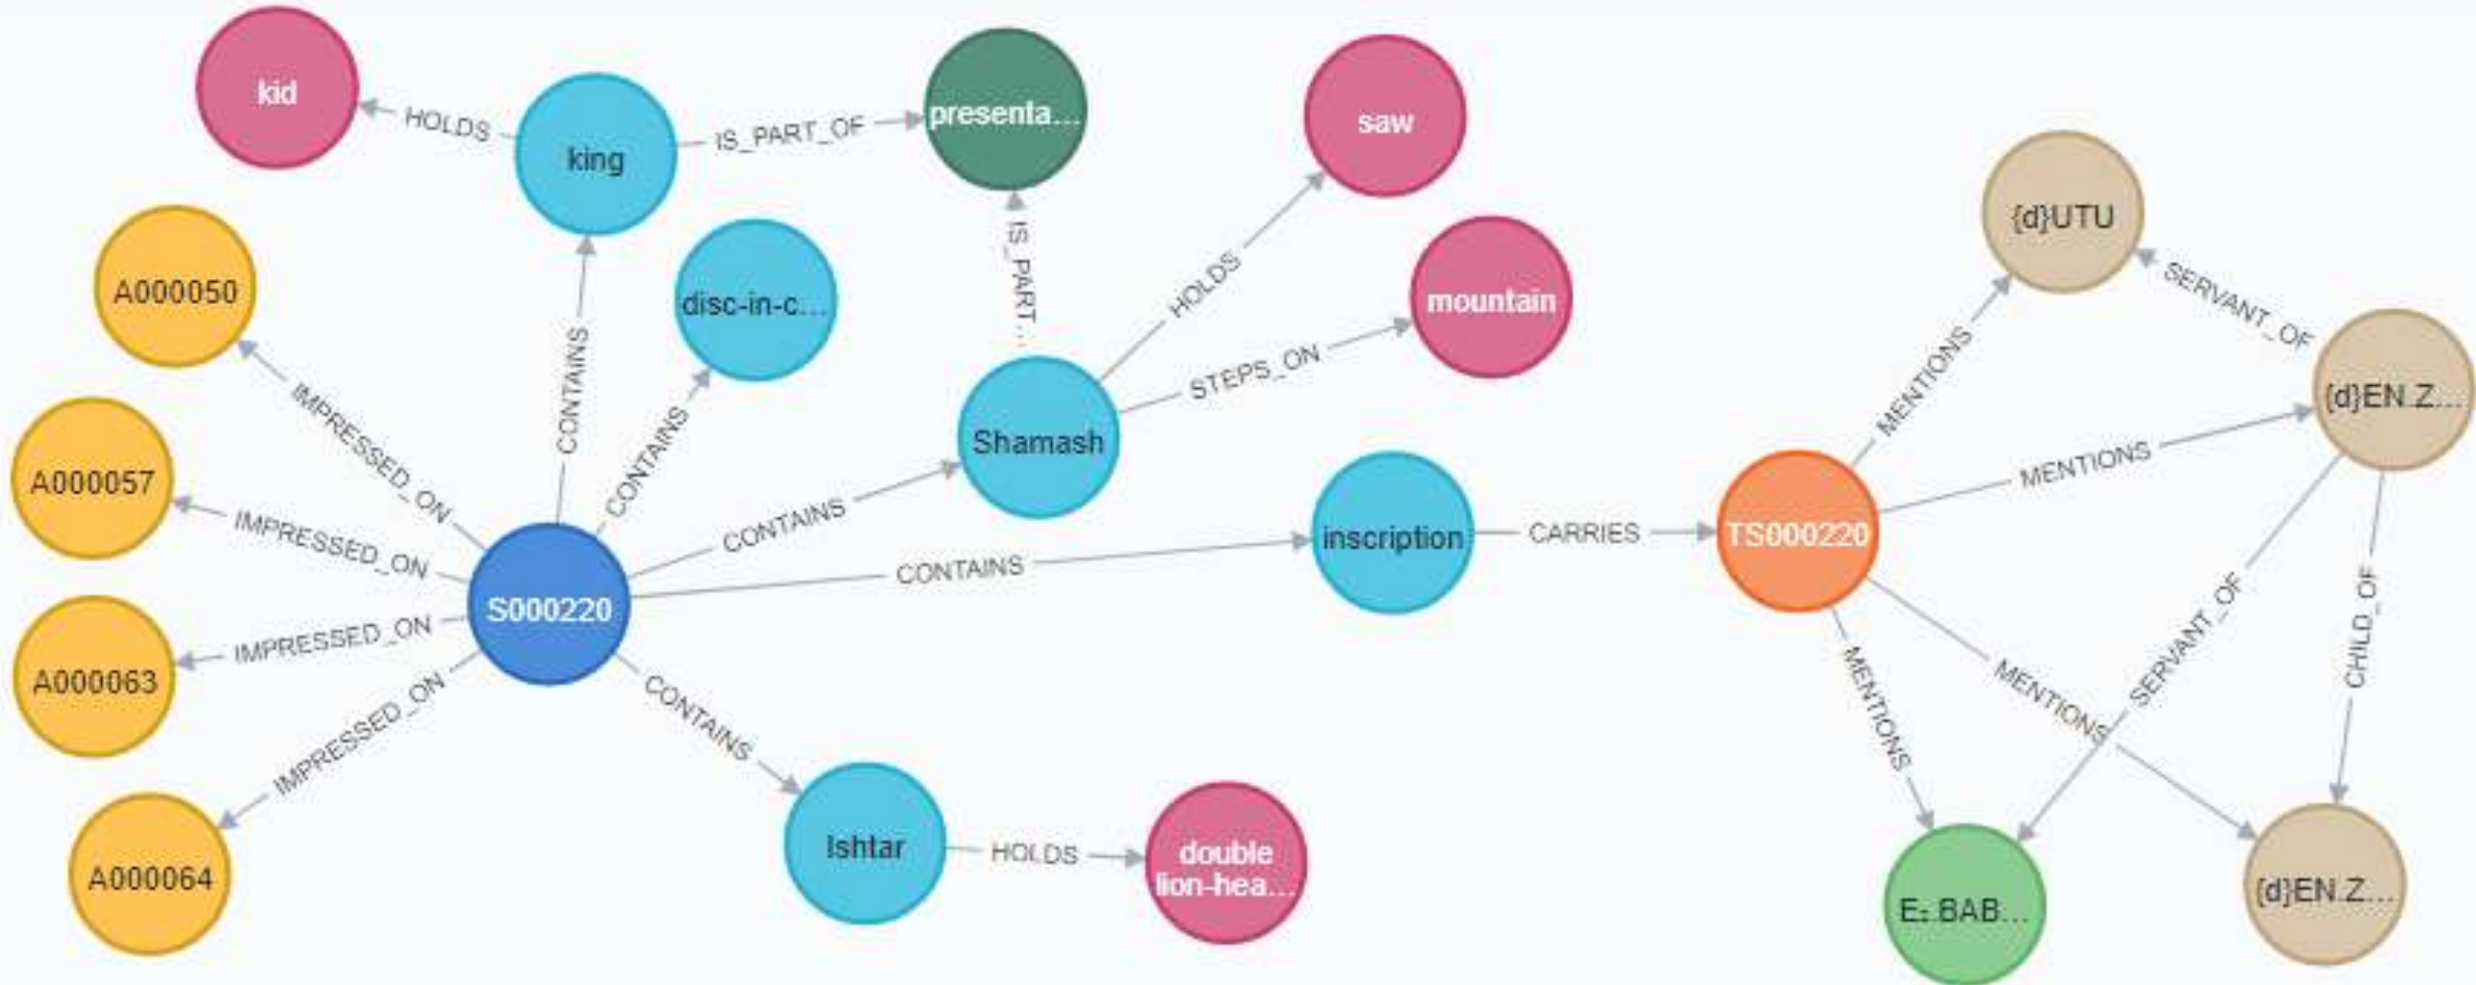 kid
HOLDS
king
IS_PART_OF
presenta...
saw
A000050
disc-in-c...
IS_PART...
HOLDS
mountain
{d}UTU
SERVANT_OF
IMPRESSED_ON
CONTAINS
CONTAINS
Shamash
STEPS_ON
MENTIONS
{d}EN.Z...
A000057
IMPRESSED_ON
CONTAINS
inscription
CARRIES
TS000220
MENTIONS
S000220
CONTAINS
A000063
IMPRESSED_ON
IMPRESSED_ON
CONTAINS
MENTIONS
MENTIONS
SERVANT_OF
CHILD_OF
A000064
Ishtar
HOLDS
double
lion-hea...
E₂.BAB...
{d}EN.Z...